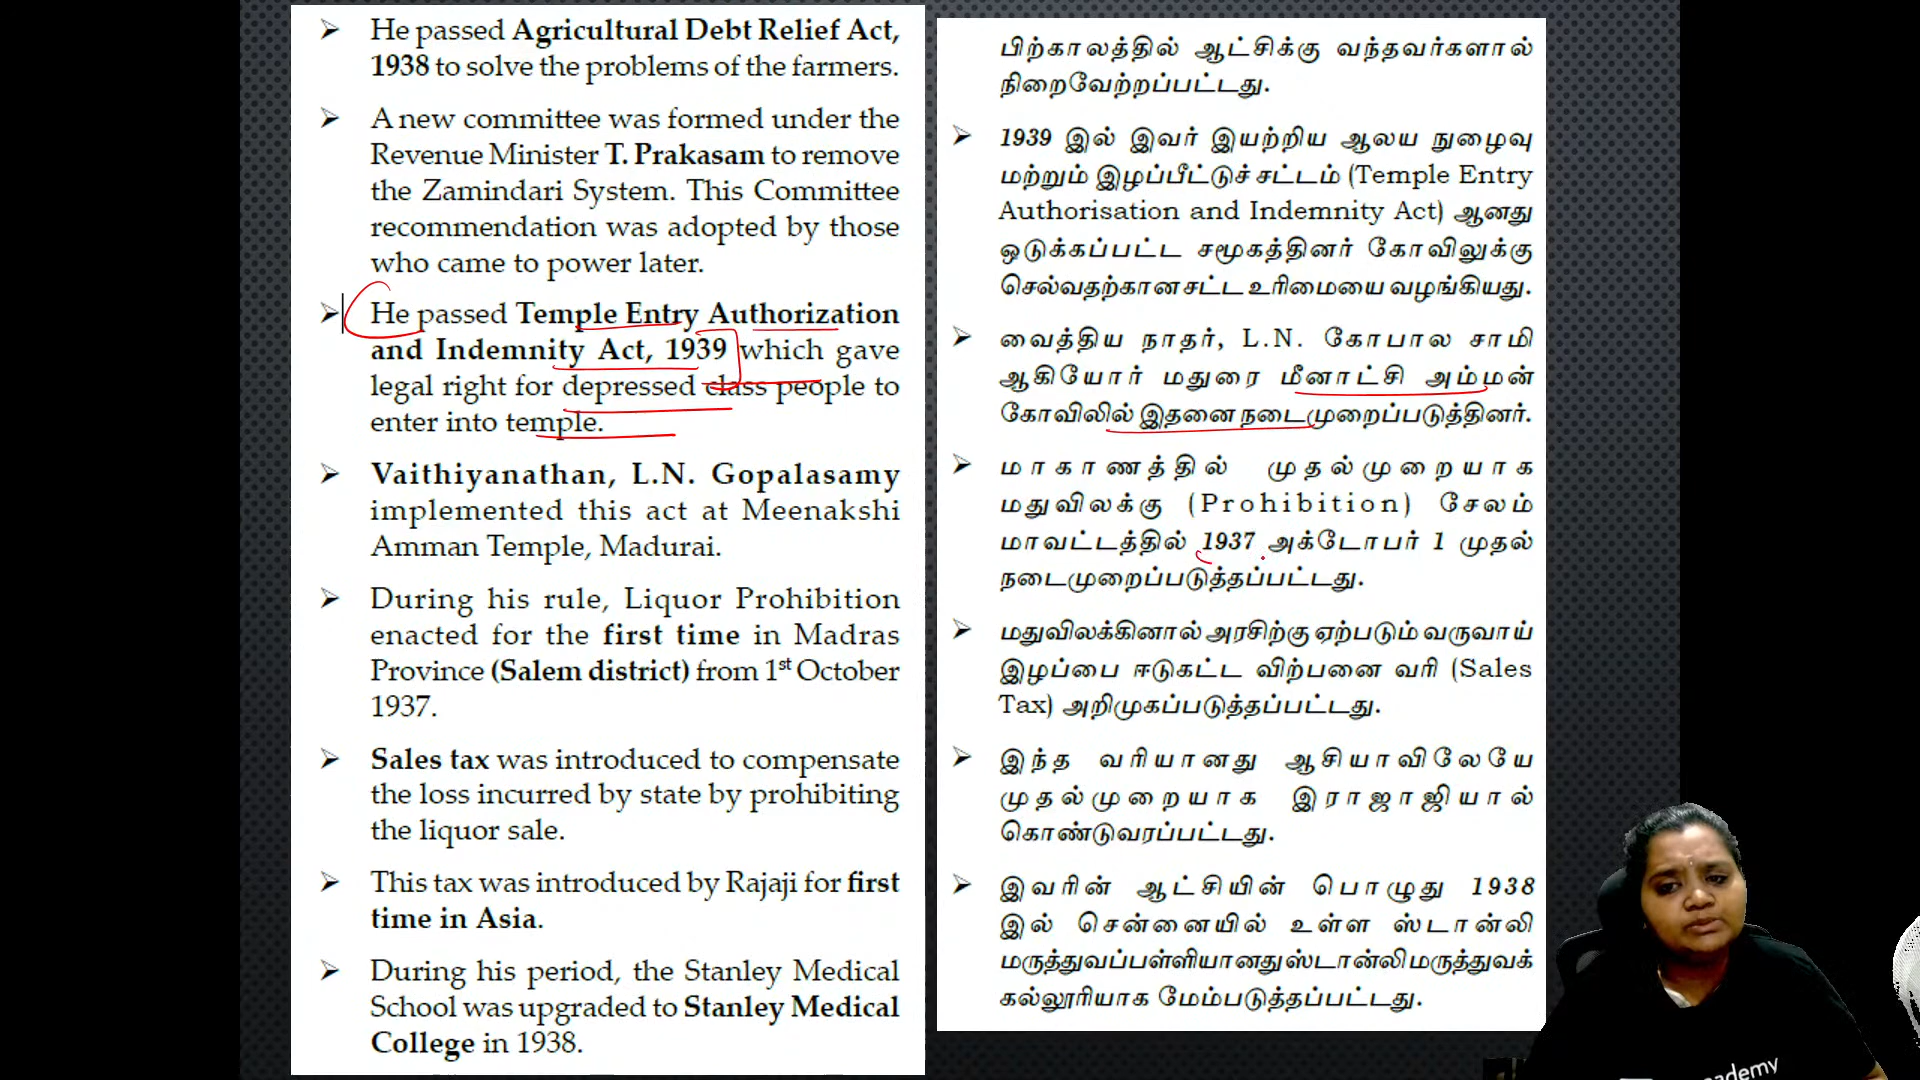 ➢ He passed Agricultural Debt Relief Act,
1938 to solve the problems of the farmers.
➢ A new committee was formed under the
Revenue Minister T. Prakasam to remove
the Zamindari System. This Committee
recommendation was adopted by those
who came to power later.
➢ He passed Temple Entry Authorization
and Indemnity Act, 1939 which gave
legal right for depressed class people to
enter into temple.
➢ Vaithiyanathan, L.N. Gopalasamy
implemented this act at Meenakshi
Amman Temple, Madurai.
➢ During his rule, Liquor Prohibition
enacted for the first time in Madras
Province (Salem district) from 1st October
1937.
➢ Sales tax was introduced to compensate
the loss incurred by state by prohibiting
the liquor sale.
➢ This tax was introduced by Rajaji for first
time in Asia.
➢ During his period, the Stanley Medical
School was upgraded to Stanley Medical
College in 1938.
பிற்காலத்தில் ஆட்சிக்கு வந்தவர்களால்
நிறைவேற்றப்பட்டது.
➢ 1939 இல் இவர் இயற்றிய ஆலய நுழைவு
மற்றும் இழப்பீட்டுச் சட்டம் (Temple Entry
Authorisation and Indemnity Act) ஆனது
ஒடுக்கப்பட்ட சமூகத்தினர் கோவிலுக்கு
செல்வதற்கான சட்ட உரிமையை வழங்கியது.
➢ வைத்திய நாதர், L.N. கோபால சாமி
ஆகியோர் மதுரை மீனாட்சி அம்மன்
கோவிலில் இதனை நடைமுறைப்படுத்தினர்.
➢ மாகாணத்தில் முதல்முறையாக
மதுவிலக்கு (Prohibition) சேலம்
மாவட்டத்தில் 1937 அக்டோபர் 1 முதல்
நடைமுறைப்படுத்தப்பட்டது.
➢ மதுவிலக்கினால் அரசிற்கு ஏற்படும் வருவாய்
இழப்பை ஈடுகட்ட விற்பனை வரி (Sales
Tax) அறிமுகப்படுத்தப்பட்டது.
➢ இந்த வரியானது ஆசியாவிலேயே
முதல்முறையாக இராஜாஜியால்
கொண்டுவரப்பட்டது.
➢ இவரின் ஆட்சியின் பொழுது 1938
இல் சென்னையில் உள்ள ஸ்டான்லி
மருத்துவப்பள்ளியானது ஸ்டான்லி மருத்துவக்
கல்லூரியாக மேம்படுத்தப்பட்டது.